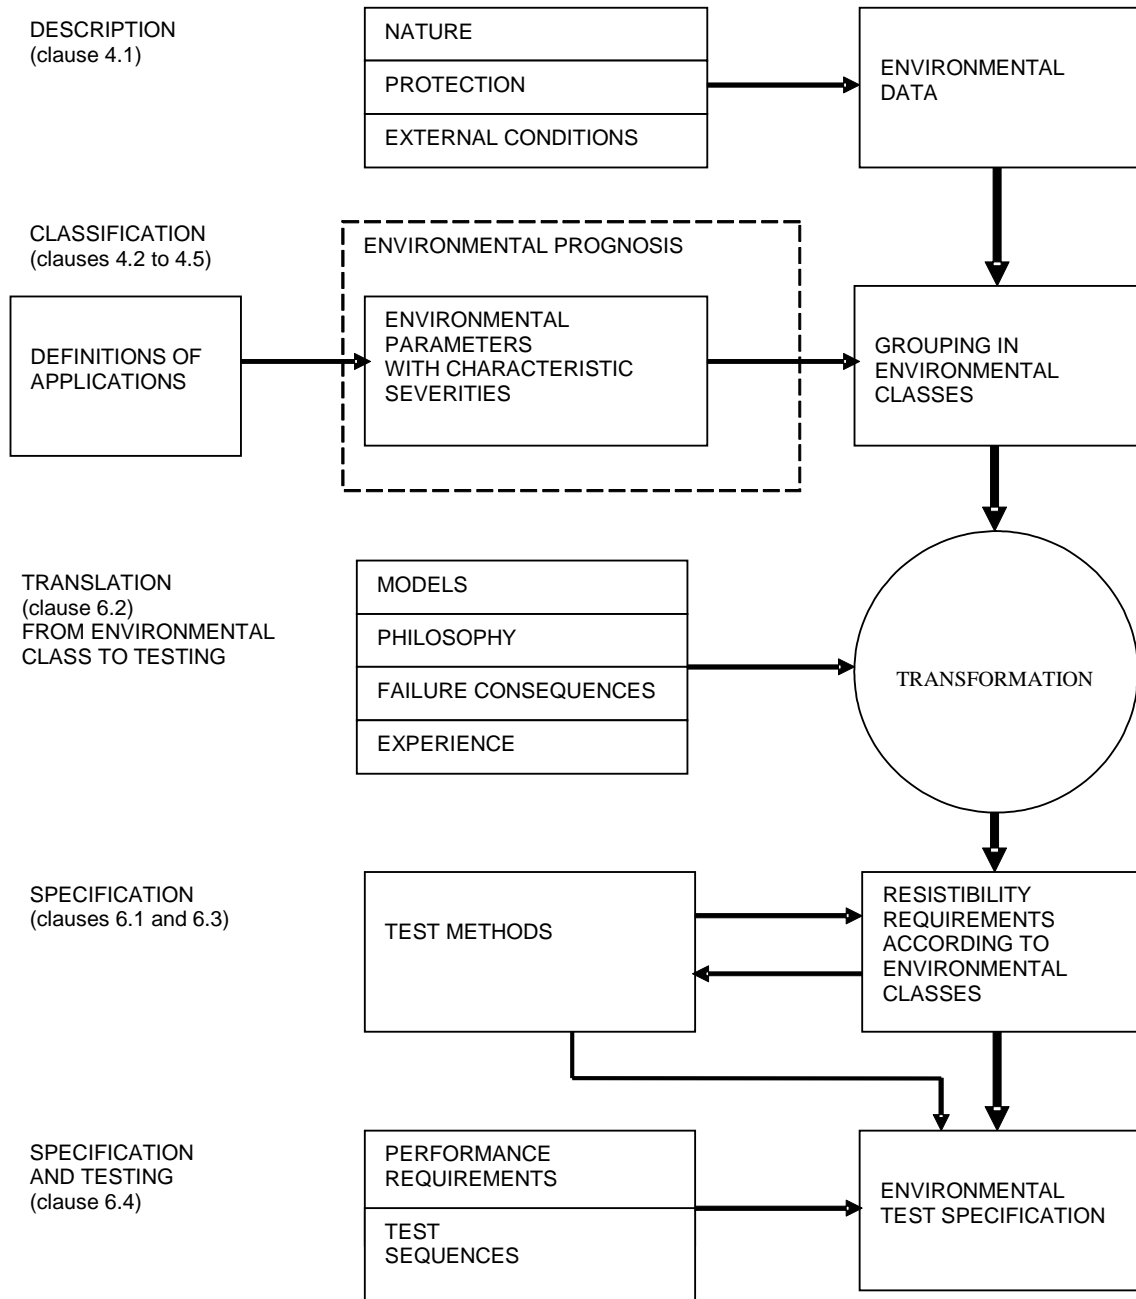 DESCRIPTION
(clause 4.1)
NATURE
PROTECTION
EXTERNAL CONDITIONS
ENVIRONMENTAL
DATA
CLASSIFICATION
(clauses 4.2 to 4.5)
ENVIRONMENTAL PROGNOSIS
DEFINITIONS OF
APPLICATIONS
ENVIRONMENTAL
PARAMETERS
WITH CHARACTERISTIC
SEVERITIES
GROUPING IN
ENVIRONMENTAL
CLASSES
TRANSLATION
(clause 6.2)
FROM ENVIRONMENTAL
CLASS TO TESTING
MODELS
PHILOSOPHY
FAILURE CONSEQUENCES
EXPERIENCE
TRANSFORMATION
SPECIFICATION
(clauses 6.1 and 6.3)
TEST METHODS
RESISTIBILITY
REQUIREMENTS
ACCORDING TO
ENVIRONMENTAL
CLASSES
SPECIFICATION
AND TESTING
(clause 6.4)
PERFORMANCE
REQUIREMENTS
TEST
SEQUENCES
ENVIRONMENTAL
TEST SPECIFICATION